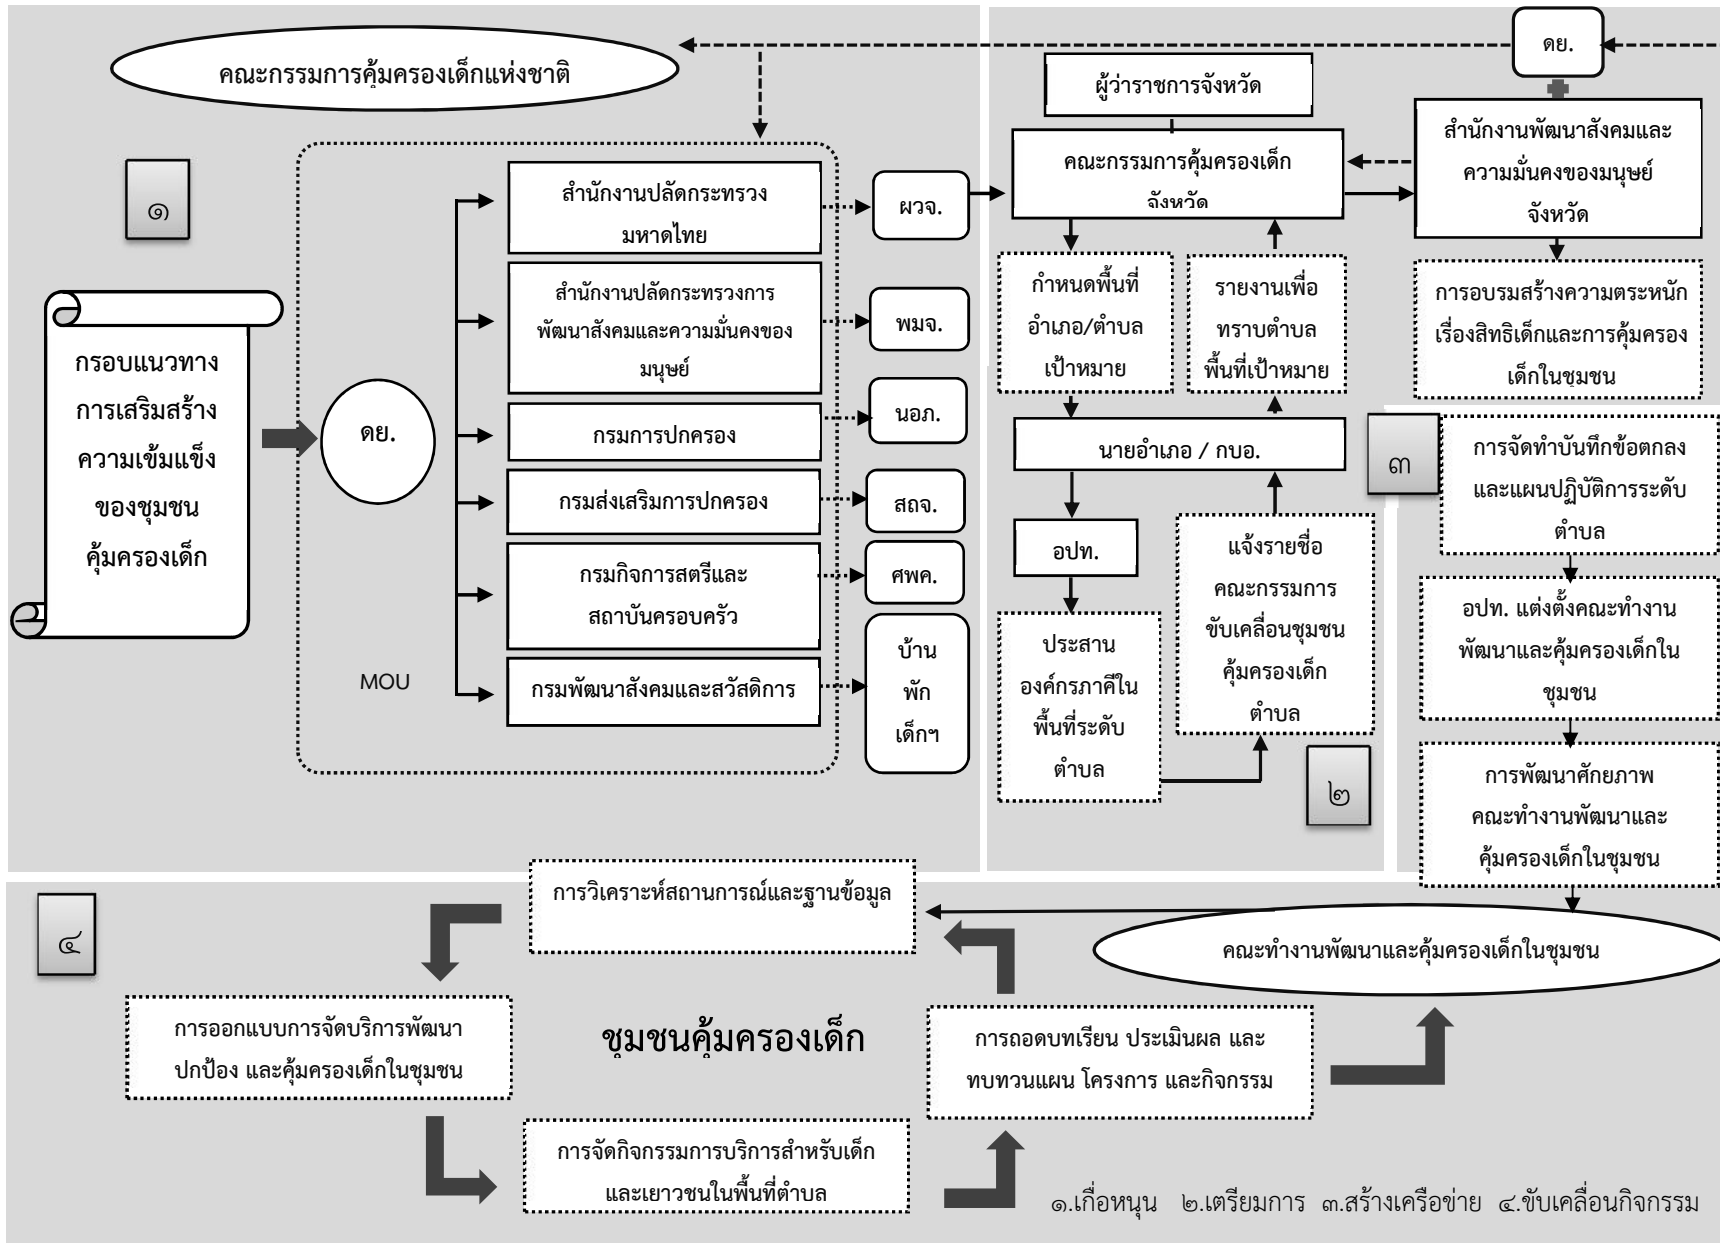 คณะกรรมการคุ้มครองเด็กแห่งชาติ
๑
กรอบแนวทาง
การเสริมสร้าง
ความเข้มแข็ง
ของชุมชน
คุ้มครองเด็ก
ดย.
MOU
สำนักงานปลัดกระทรวง
มหาดไทย
สำนักงานปลัดกระทรวงการ
พัฒนาสังคมและความมั่นคงของ
มนุษย์
กรมการปกครอง
กรมส่งเสริมการปกครอง
กรมกิจการสตรีและ
สถาบันครอบครัว
กรมพัฒนาสังคมและสวัสดิการ
ผวจ.
พมจ.
นอภ.
สถจ.
ศพค.
บ้าน
พัก
เด็กฯ
ผู้ว่าราชการจังหวัด
คณะกรรมการคุ้มครองเด็ก
จังหวัด
กำหนดพื้นที่
อำเภอ/ตำบล
เป้าหมาย
รายงานเพื่อ
ทราบตำบล
พื้นที่เป้าหมาย
นายอำเภอ / กบอ.
อปท.
ประสาน
องค์กรภาคีใน
พื้นที่ระดับ
ตำบล
แจ้งรายชื่อ
คณะกรรมการ
ขับเคลื่อนชุมชน
คุ้มครองเด็ก
ตำบล
๒
ดย.
สำนักงานพัฒนาสังคมและ
ความมั่นคงของมนุษย์
จังหวัด
การอบรมสร้างความตระหนัก
เรื่องสิทธิเด็กและการคุ้มครอง
เด็กในชุมชน
๓
การจัดทำบันทึกข้อตกลง
และแผนปฏิบัติการระดับ
ตำบล
อปท. แต่งตั้งคณะทำงาน
พัฒนาและคุ้มครองเด็กใน
ชุมชน
การพัฒนาศักยภาพ
คณะทำงานพัฒนาและ
คุ้มครองเด็กในชุมชน
๔
การวิเคราะห์สถานการณ์และฐานข้อมูล
คณะทำงานพัฒนาและคุ้มครองเด็กในชุมชน
การออกแบบการจัดบริการพัฒนา
ปกป้อง และคุ้มครองเด็กในชุมชน
ชุมชนคุ้มครองเด็ก
การถอดบทเรียน ประเมินผล และ
ทบทวนแผน โครงการ และกิจกรรม
การจัดกิจกรรมการบริการสำหรับเด็ก
และเยาวชนในพื้นที่ตำบล
๑.เกื่อหนุน ๒.เตรียมการ ๓.สร้างเครือข่าย ๔.ขับเคลื่อนกิจกรรม